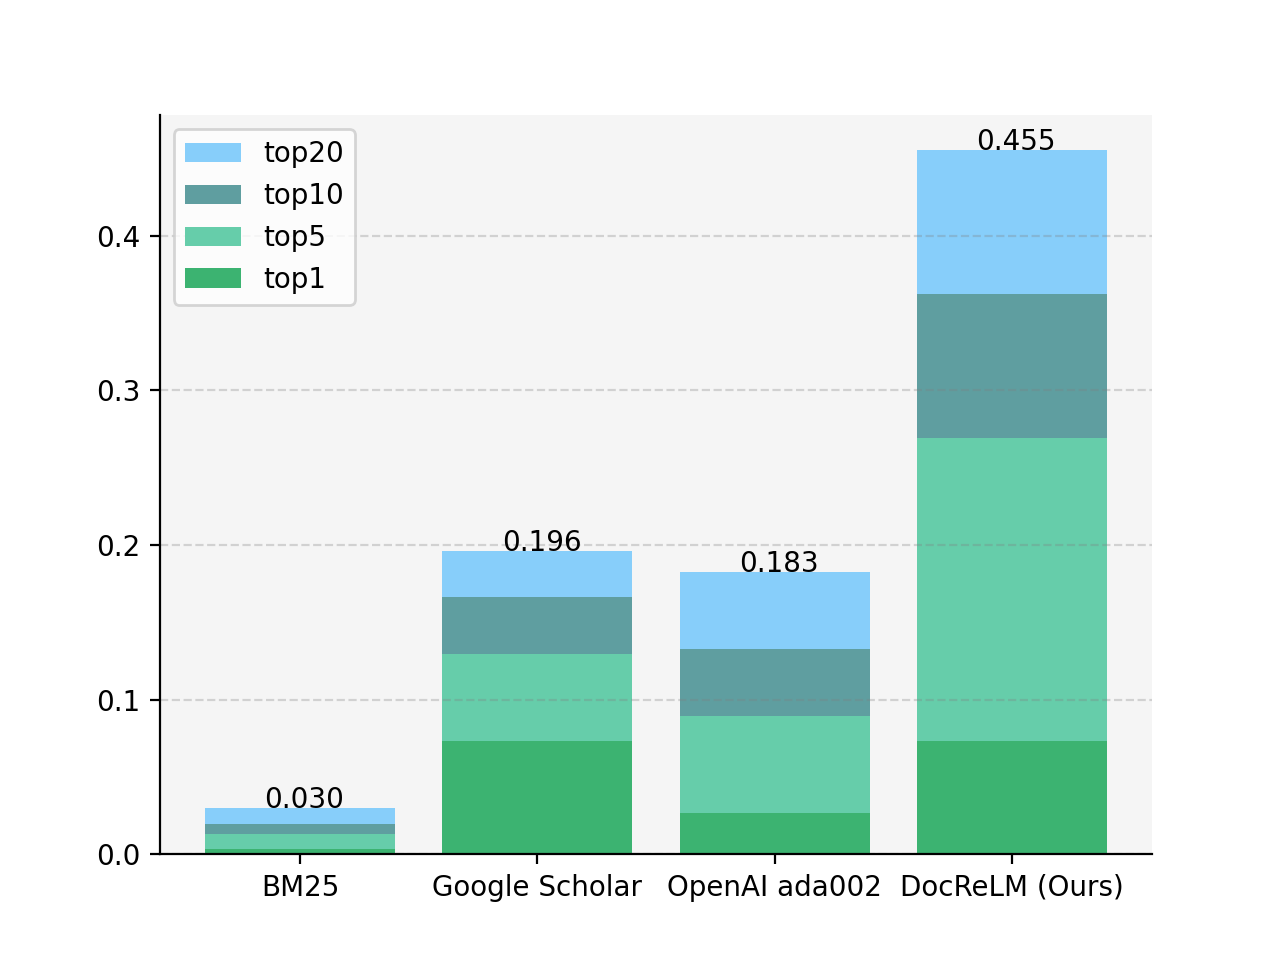 top20
top10
top5
top1
0.4
0.3
0.2
0.1
0.0
0.030
0.196
0.183
0.455
BM25
Google Scholar
OpenAI ada002
DocReLM (Ours)